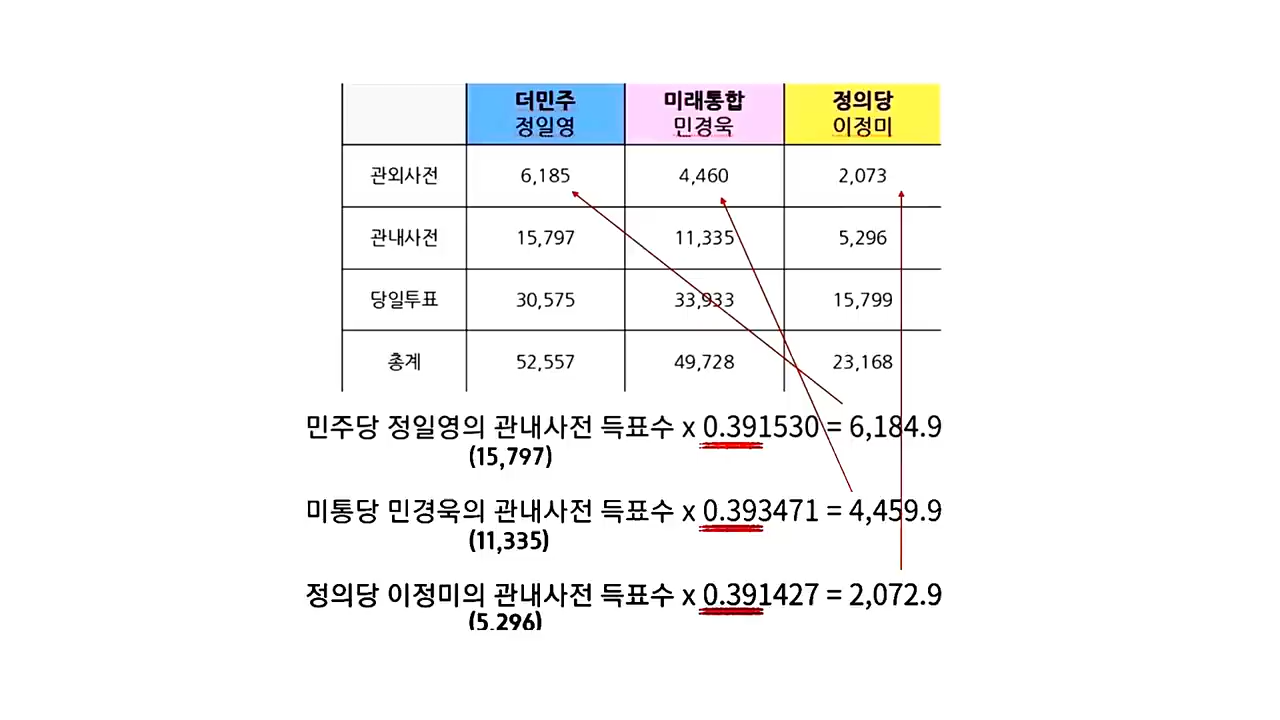 더민주 미래통합 정의당
정일영 민경욱 이정미
관외사전 6,185 4,460 2,073
관내사전 15,797 11,335 5,296
당일투표 30,575 33,933 15,799
총계 52,557 49,728 23,168
민주당 정일영의 관내사전 득표수 x 0.391530 = 6,184.9
(15,797)
미통당 민경욱의 관내사전 득표수 x 0.393471 = 4,459.9
(11,335)
정의당 이정미의 관내사전 득표수 x 0.391427 = 2,072.9
(5,296)